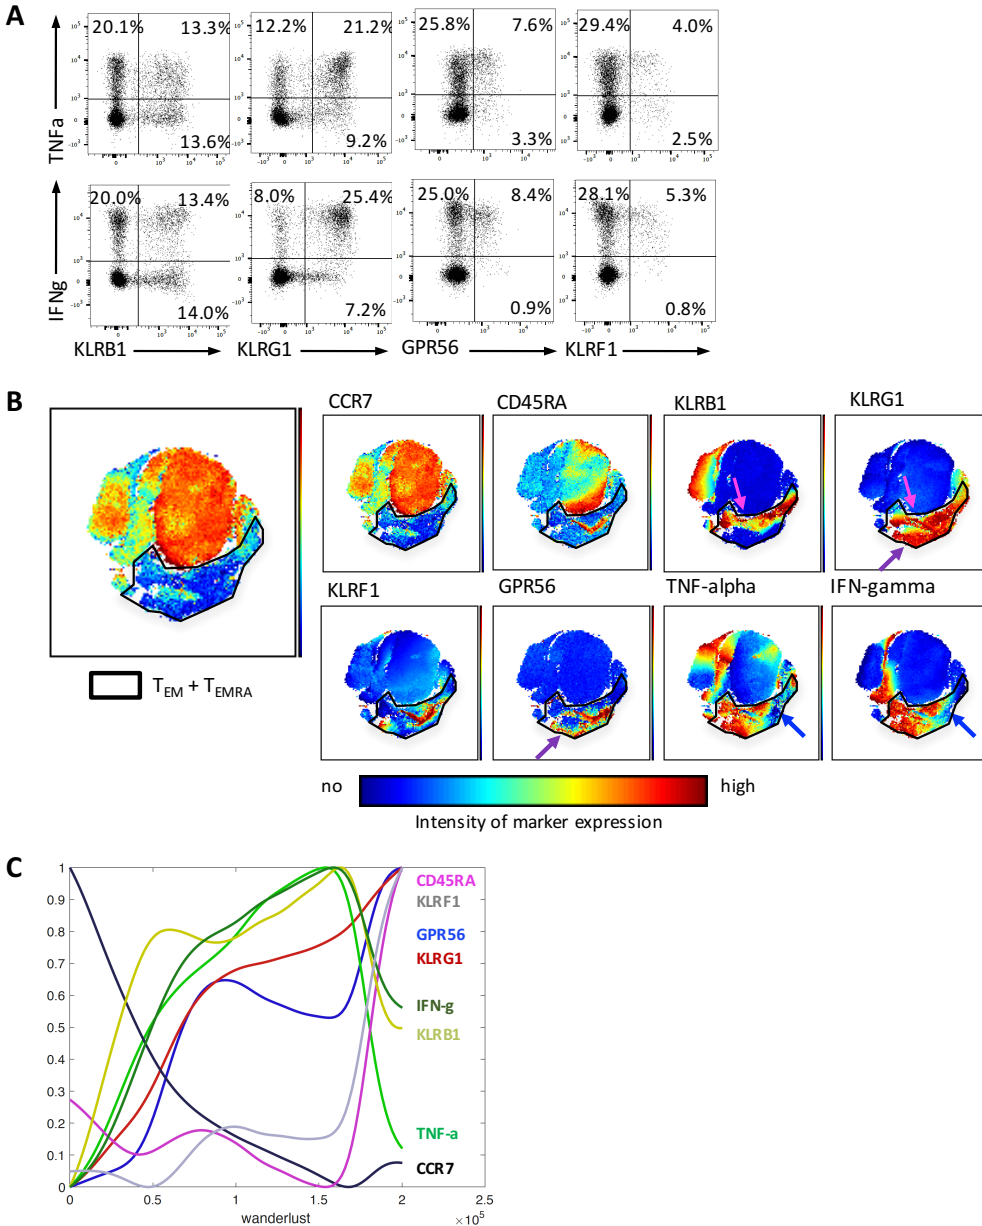 A
20.1% 13.3% 12.2% 21.2% 25.8% 7.6% 29.4% 4.0%
TNFa
13.6% 9.2% 3.3% 2.5%
20.0% 13.4% 8.0% 25.4% 25.0% 8.4% 28.1% 5.3%
IFNg
14.0% 7.2% 0.9% 0.8%
KLRB1 KLRG1 GPR56 KLRF1
B
CCR7 CD45RA KLRB1 KLRG1
KLRF1 GPR56 TNF-alpha IFN-gamma
TEM + TEMRA
no high
Intensity of marker expression
C
1
0.9
0.8
0.7
0.6
0.5
0.4
0.3
0.2
0.1
0
CD45RA
KLRF1
GPR56
KLRG1
IFN-g
KLRB1
TNF-a
CCR7
0 0.5 1 1.5 2 2.5
wanderlust ×10⁵